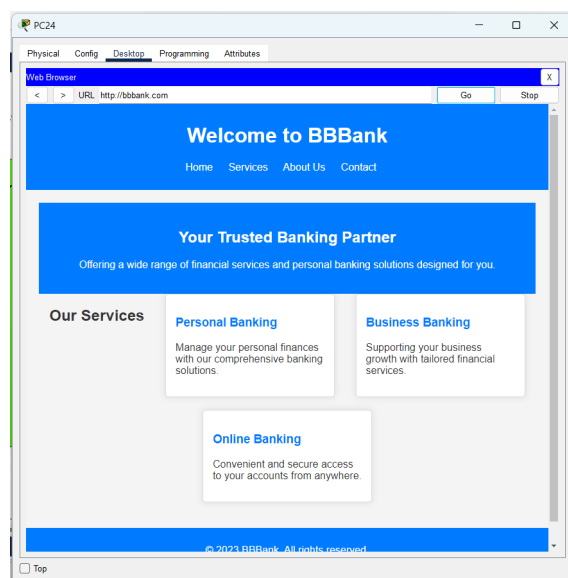 PC24
Physical Config Desktop Programming Attributes
Web Browser X
< > URL http://bbbank.com Go Stop
Welcome to BBBank
Home Services About Us Contact
Your Trusted Banking Partner
Offering a wide range of financial services and personal banking solutions designed for you.
Our Services
Personal Banking
Manage your personal finances
with our comprehensive banking
solutions.
Business Banking
Supporting your business
growth with tailored financial
services.
Online Banking
Convenient and secure access
to your accounts from anywhere.
© 2023 BBBank. All rights reserved.
Top